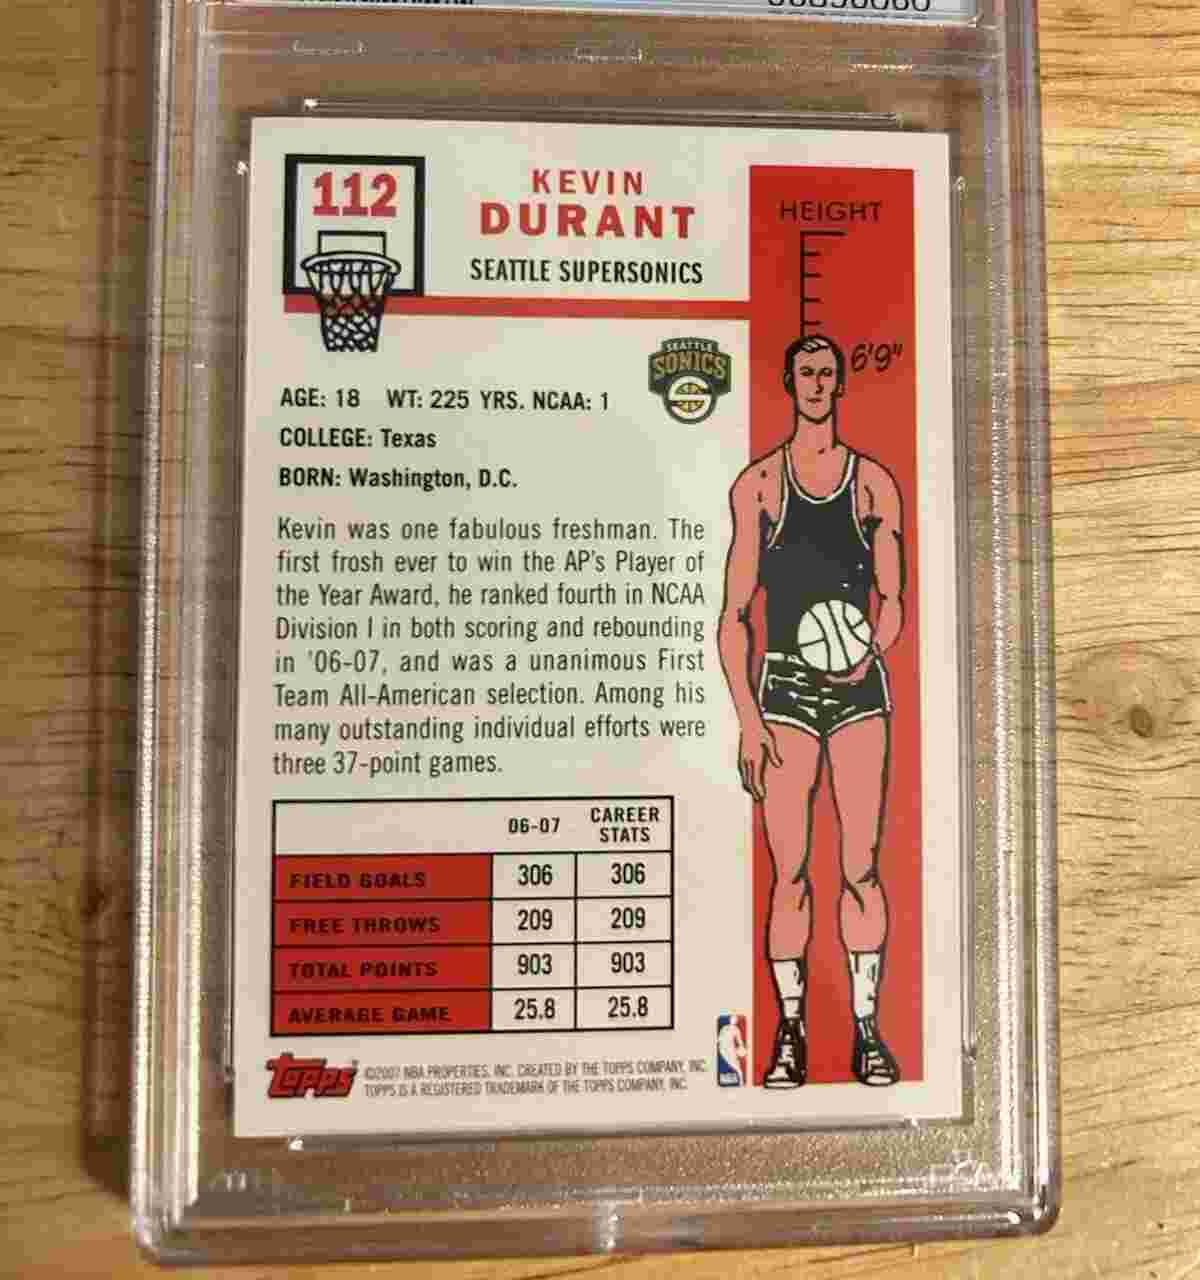 112
KEVIN
DURANT
SEATTLE SUPERSONICS
HEIGHT
6'9"
SEATTLE
SONICS
AGE: 18 WT: 225 YRS. NCAA: 1
COLLEGE: Texas
BORN: Washington, D.C.
Kevin was one fabulous freshman. The
first frosh ever to win the AP's Player of
the Year Award, he ranked fourth in NCAA
Division I in both scoring and rebounding
in '06-07, and was a unanimous First
Team All-American selection. Among his
many outstanding individual efforts were
three 37-point games.
06-07 CAREER STATS
FIELD GOALS 306 306
FREE THROWS 209 209
TOTAL POINTS 903 903
AVERAGE GAME 25.8 25.8
Topps ©2007 NBA PROPERTIES, INC. CREATED BY THE TOPPS COMPANY, INC.
TOPPS IS A REGISTERED TRADEMARK OF THE TOPPS COMPANY, INC.
NBA